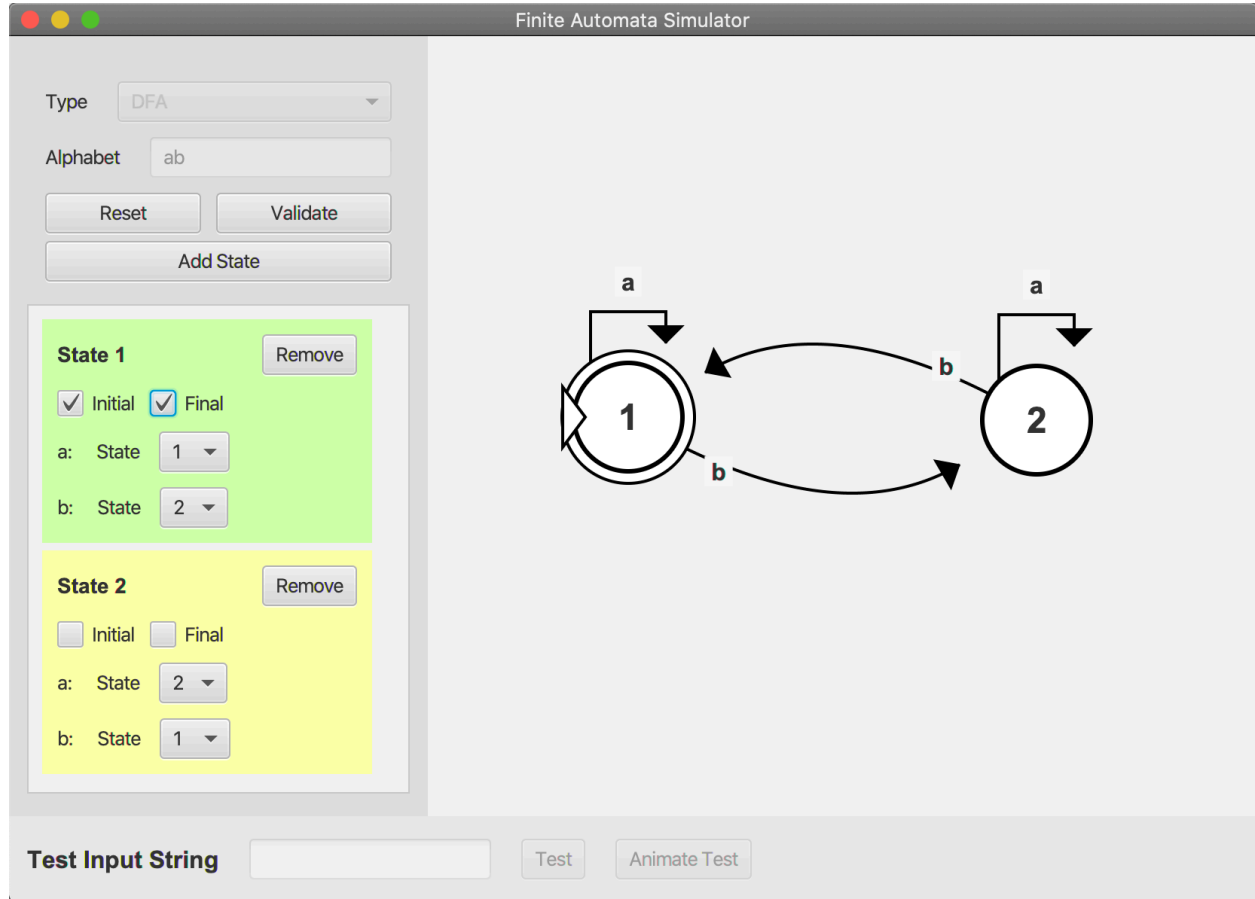 Finite Automata Simulator
Type DFA
Alphabet ab
Reset Validate
Add State
State 1 Remove
Initial Final
a: State 1
b: State 2
State 2 Remove
Initial Final
a: State 2
b: State 1
a
a
b
1
2
b
Test Input String Test Animate Test